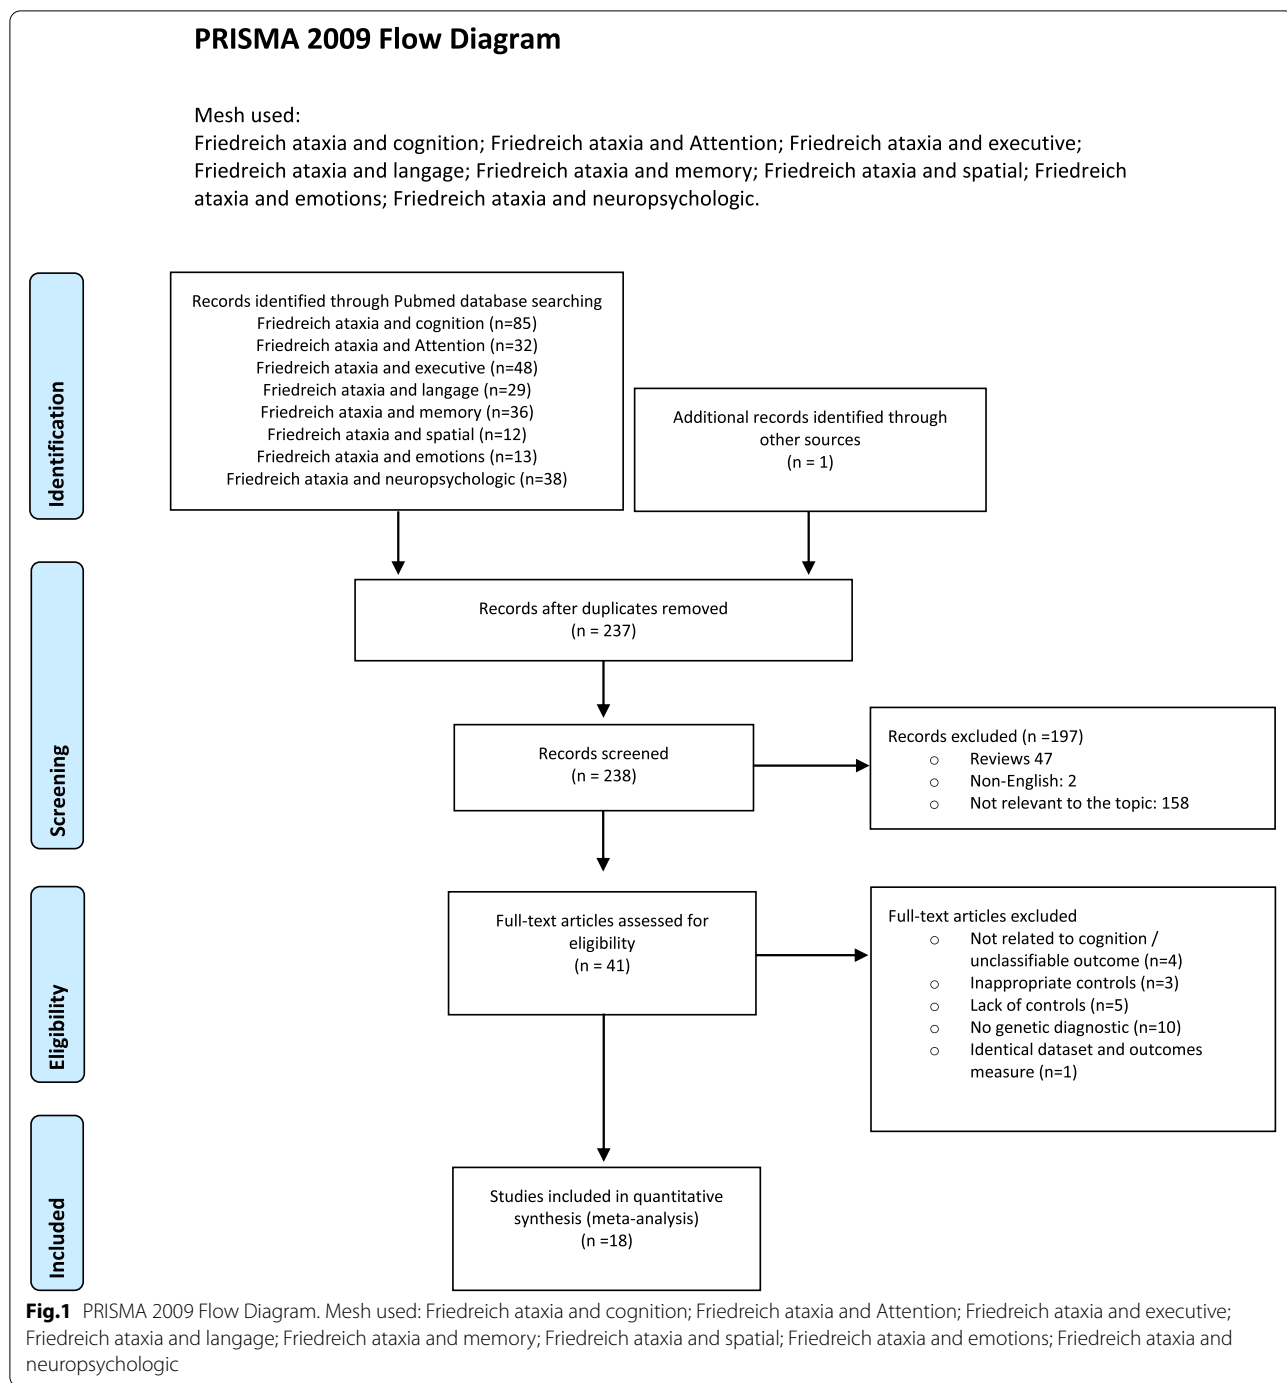 PRISMA 2009 Flow Diagram
Mesh used:
Friedreich ataxia and cognition; Friedreich ataxia and Attention; Friedreich ataxia and executive;
Friedreich ataxia and langage; Friedreich ataxia and memory; Friedreich ataxia and spatial; Friedreich
ataxia and emotions; Friedreich ataxia and neuropsychologic.
Identification
Records identified through Pubmed database searching
Friedreich ataxia and cognition (n=85)
Friedreich ataxia and Attention (n=32)
Friedreich ataxia and executive (n=48)
Friedreich ataxia and langage (n=29)
Friedreich ataxia and memory (n=36)
Friedreich ataxia and spatial (n=12)
Friedreich ataxia and emotions (n=13)
Friedreich ataxia and neuropsychologic (n=38)
Additional records identified through
other sources
(n = 1)
Screening
Records after duplicates removed
(n = 237)
Records screened
(n = 238)
Records excluded (n =197)
o Reviews 47
o Non-English: 2
o Not relevant to the topic: 158
Eligibility
Full-text articles assessed for
eligibility
(n = 41)
Full-text articles excluded
o Not related to cognition /
unclassifiable outcome (n=4)
o Inappropriate controls (n=3)
o Lack of controls (n=5)
o No genetic diagnostic (n=10)
o Identical dataset and outcomes
measure (n=1)
Included
Studies included in quantitative
synthesis (meta-analysis)
(n =18)
Fig.1 PRISMA 2009 Flow Diagram. Mesh used: Friedreich ataxia and cognition; Friedreich ataxia and Attention; Friedreich ataxia and executive;
Friedreich ataxia and langage; Friedreich ataxia and memory; Friedreich ataxia and spatial; Friedreich ataxia and emotions; Friedreich ataxia and
neuropsychologic